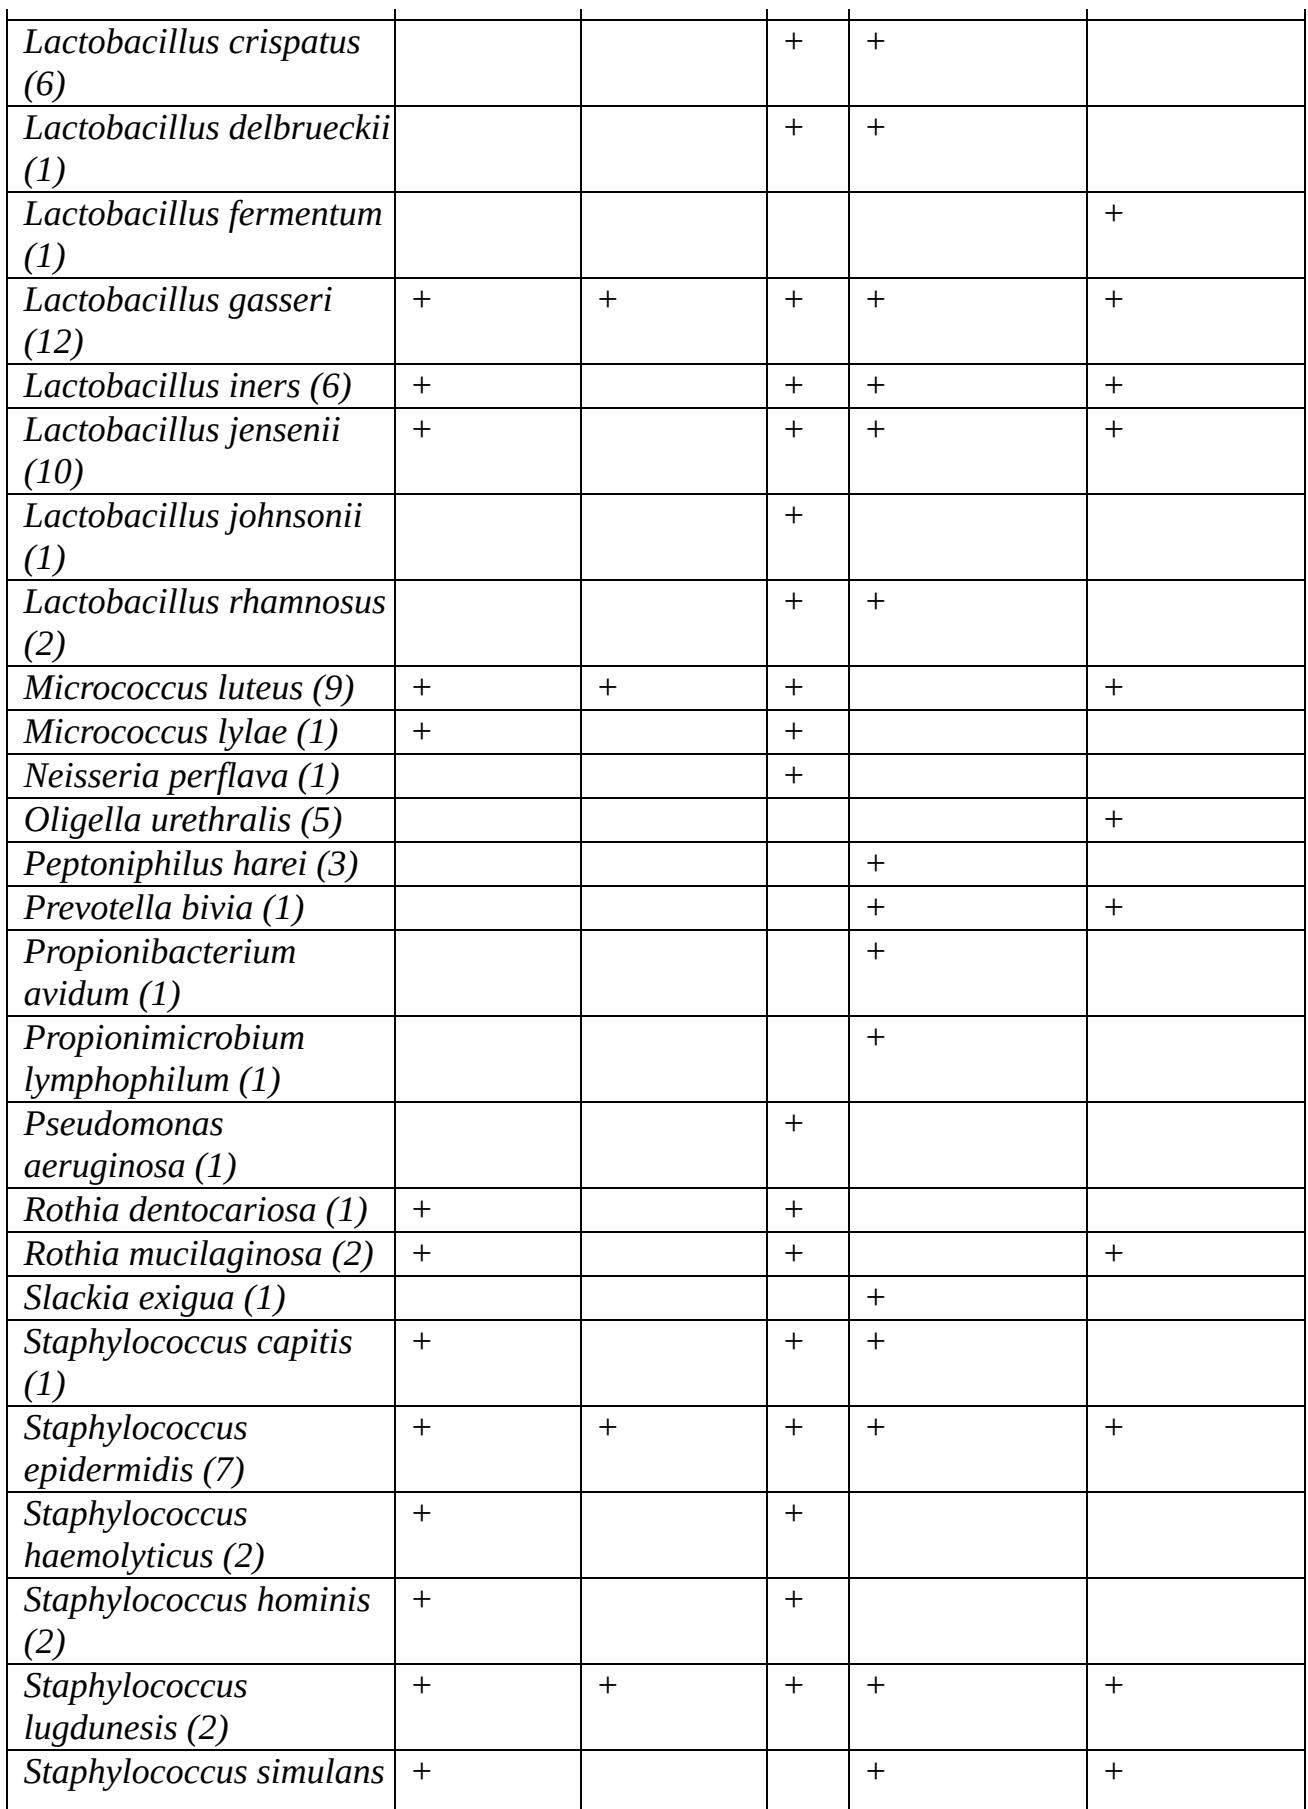 Lactobacillus crispatus + +
(6)
Lactobacillus delbrueckii + +
(1)
Lactobacillus fermentum +
(1)
Lactobacillus gasseri + + + + +
(12)
Lactobacillus iners (6) + + + +
Lactobacillus jensenii + + + +
(10)
Lactobacillus johnsonii +
(1)
Lactobacillus rhamnosus + +
(2)
Micrococcus luteus (9) + + + +
Micrococcus lylae (1) + +
Neisseria perflava (1) +
Oligella urethralis (5) +
Peptoniphilus harei (3) +
Prevotella bivia (1) + +
Propionibacterium +
avidum (1)
Propionimicrobium +
lymphophilum (1)
Pseudomonas +
aeruginosa (1)
Rothia dentocariosa (1) + +
Rothia mucilaginosa (2) + + +
Slackia exigua (1) +
Staphylococcus capitis + + +
(1)
Staphylococcus + + + + +
epidermidis (7)
Staphylococcus + +
haemolyticus (2)
Staphylococcus hominis + +
(2)
Staphylococcus + + + + +
lugdunesis (2)
Staphylococcus simulans + + +